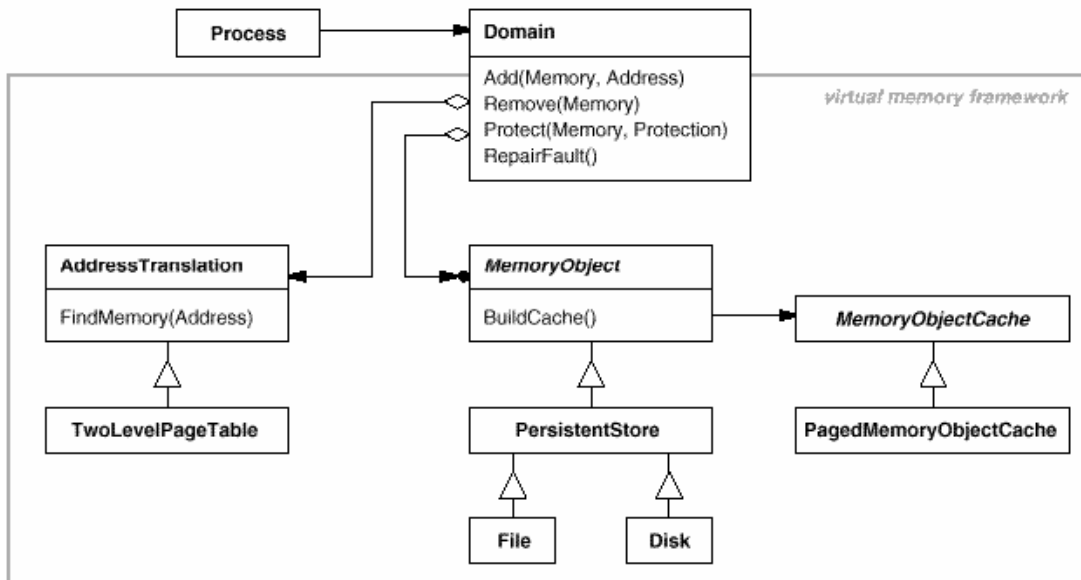 Process
Domain
Add(Memory, Address)
Remove(Memory)
Protect(Memory, Protection)
RepairFault()
virtual memory framework
AddressTranslation
FindMemory(Address)
MemoryObject
BuildCache()
MemoryObjectCache
TwoLevelPageTable
PersistentStore
PagedMemoryObjectCache
File
Disk